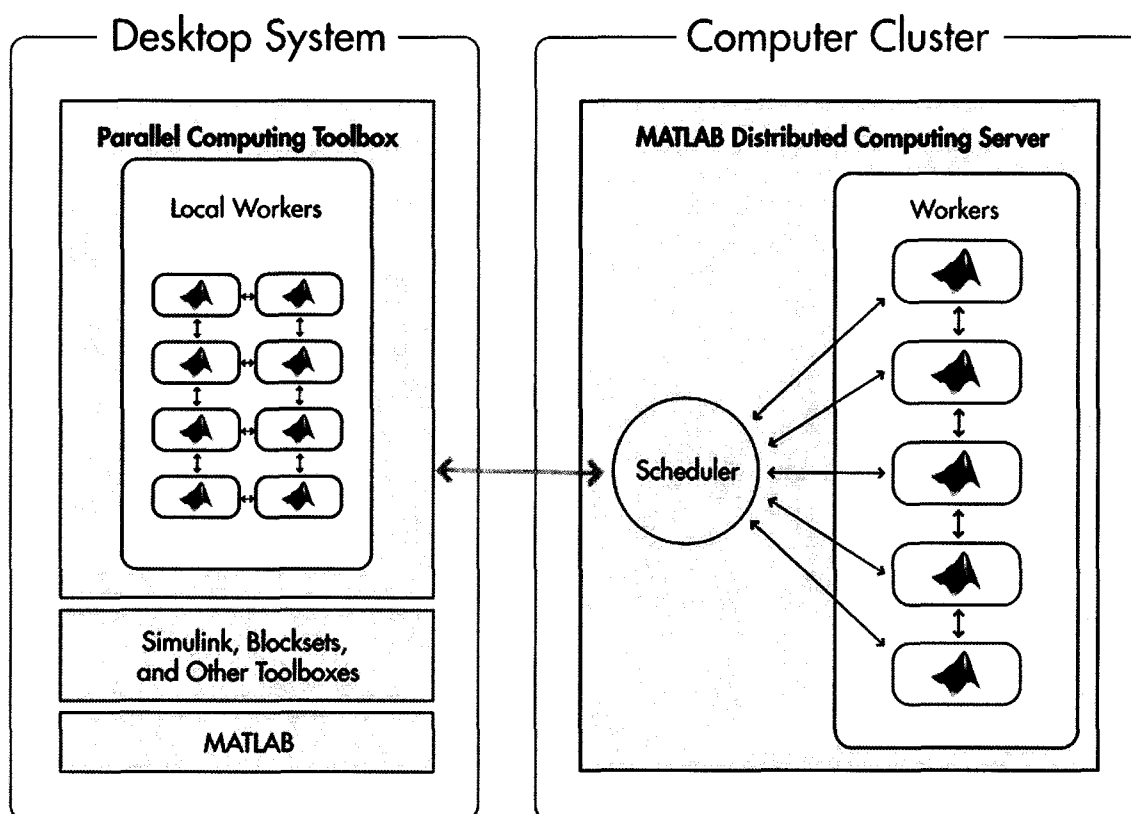 Desktop System
Parallel Computing Toolbox
Local Workers
Simulink, Blocksets,
and Other Toolboxes
MATLAB
Computer Cluster
MATLAB Distributed Computing Server
Workers
Scheduler